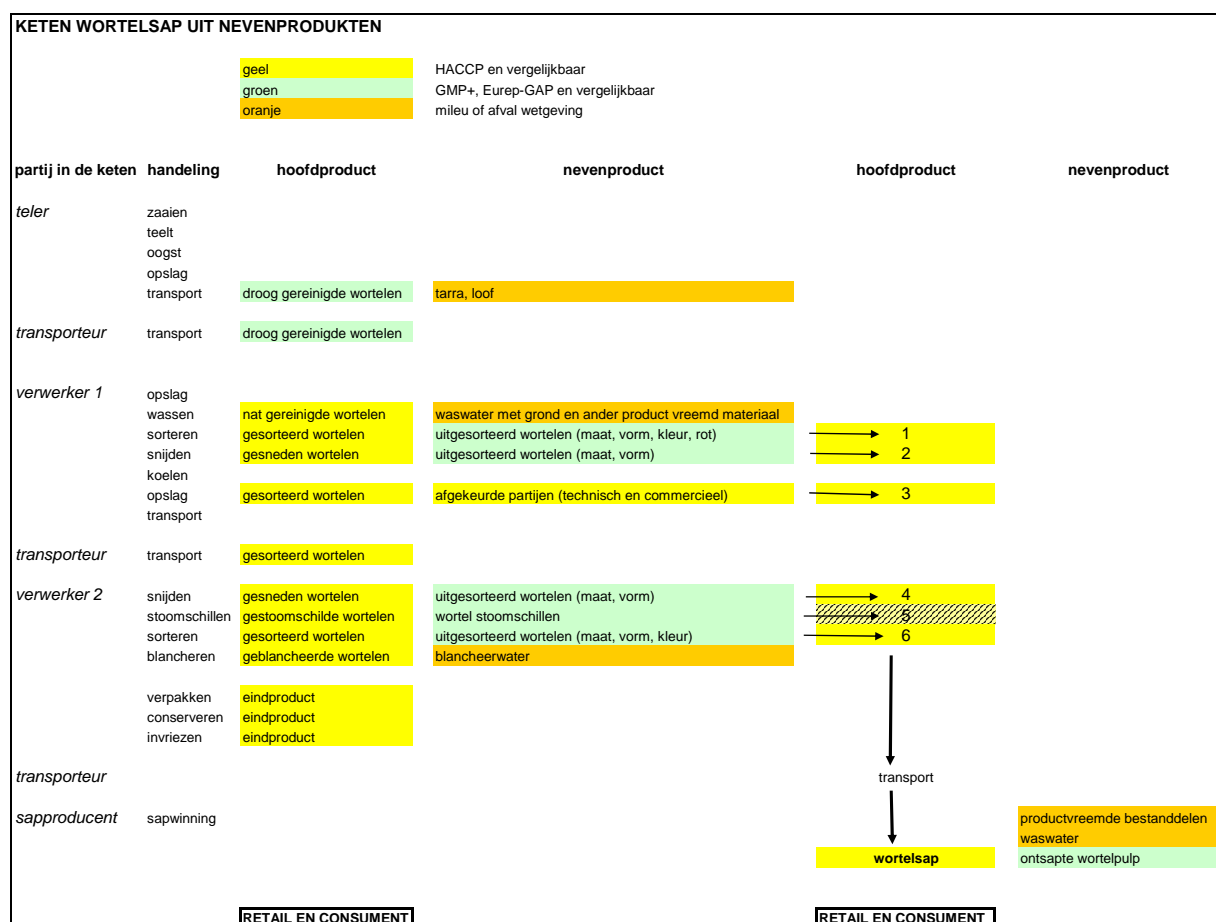 KETEN WORTELSAP UIT NEVENPRODUKTEN
geel HACCP en vergelijkbaar
groen GMP+, Eurep-GAP en vergelijkbaar
oranje mileu of afval wetgeving
partij in de keten handeling hoofdproduct nevenproduct hoofdproduct nevenproduct
teler zaaien
teelt
oogst
opslag
transport droog gereinigde wortelen tarra, loof
transporteur transport droog gereinigde wortelen
verwerker 1 opslag
wassen nat gereinigde wortelen waswater met grond en ander product vreemd materiaal
sorteren gesorteerd wortelen uitgesorteerd wortelen (maat, vorm, kleur, rot) 1
snijden gesneden wortelen uitgesorteerd wortelen (maat, vorm) 2
koelen
opslag gesorteerd wortelen afgekeurde partijen (technisch en commercieel) 3
transport
transporteur transport gesorteerd wortelen
verwerker 2 snijden gesneden wortelen uitgesorteerd wortelen (maat, vorm) 4
stoomschillen gestoomschilde wortelen wortel stoomschillen 5
sorteren gesorteerd wortelen uitgesorteerd wortelen (maat, vorm, kleur) 6
blancheren geblancheerde wortelen blancheerwater
verpakken eindproduct
conserveren eindproduct
invriezen eindproduct
transporteur transport
sapproducent sapwinning productvreemde bestanddelen
waswater
wortelsap ontsapte wortelpulp
RETAIL EN CONSUMENT RETAIL EN CONSUMENT